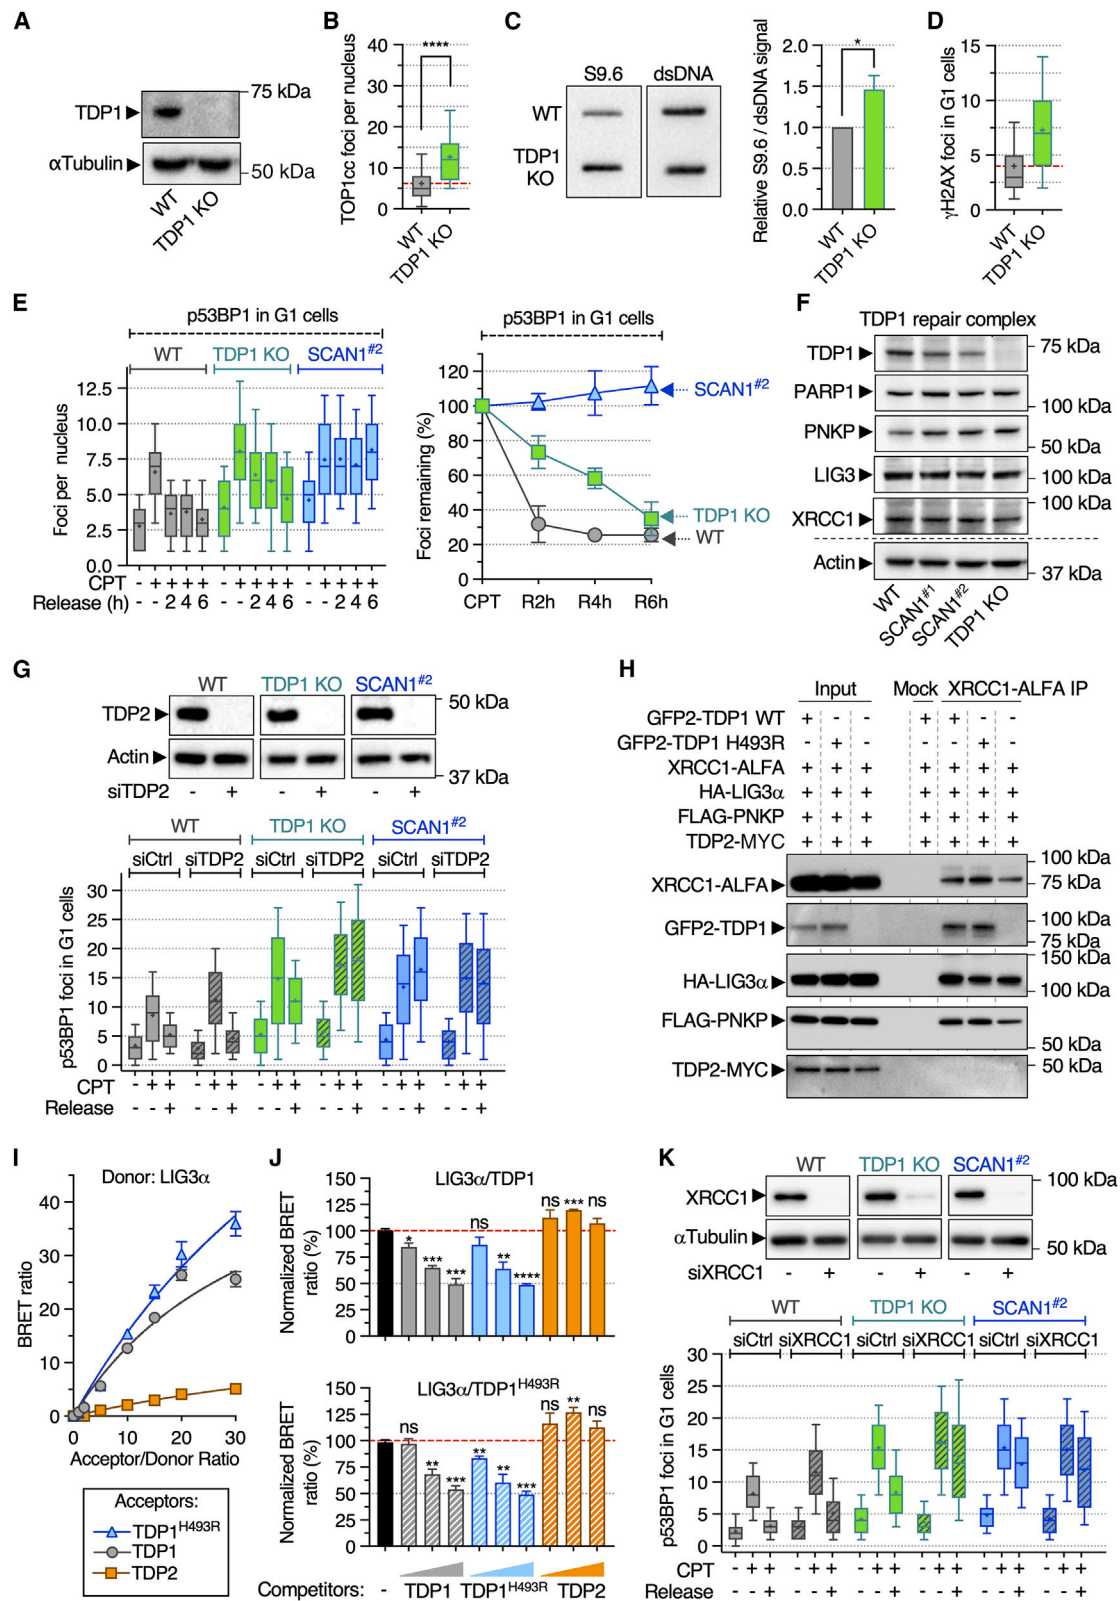 A
TDP1
αTubulin
75 kDa
50 kDa
WT
TDP1 KO
B
TOP1cc foci per nucleus
40
30
20
10
0
****
WT
TDP1 KO
C
S9.6
dsDNA
WT
TDP1
KO
Relative S9.6 / dsDNA signal
2.0
1.5
1.0
0.5
0.0
*
WT
TDP1 KO
D
γH2AX foci in G1 cells
15
10
5
0
WT
TDP1 KO
E
p53BP1 in G1 cells
WT
TDP1 KO
SCAN1#2
Foci per nucleus
12.5
10.0
7.5
5.0
2.5
0.0
- + + + + - + + + + - + + + +
CPT
Release (h)
- - 2 4 6 - - 2 4 6 - - 2 4 6
p53BP1 in G1 cells
Foci remaining (%)
120
100
80
60
40
20
0
SCAN1#2
TDP1 KO
WT
CPT R2h R4h R6h
F
TDP1 repair complex
TDP1
75 kDa
PARP1
100 kDa
PNKP
50 kDa
LIG3
100 kDa
100 kDa
XRCC1
Actin
37 kDa
WT
SCAN1#1
SCAN1#2
TDP1 KO
G
WT
TDP1 KO
SCAN1#2
TDP2
50 kDa
Actin
37 kDa
siTDP2 - + - + - +
WT
TDP1 KO
SCAN1#2
siCtrl siTDP2 siCtrl siTDP2 siCtrl siTDP2
p53BP1 foci in G1 cells
30
25
20
15
10
5
0
CPT - + + - + + - + + - + + - + + - + +
Release - - + - - + - - + - - + - - + - - +
H
Input Mock XRCC1-ALFA IP
GFP2-TDP1 WT + - - + + - -
GFP2-TDP1 H493R - + - - - + -
XRCC1-ALFA + + + + + + +
HA-LIG3α + + + + + + +
FLAG-PNKP + + + + + + +
TDP2-MYC + + + + + + +
XRCC1-ALFA
100 kDa
75 kDa
GFP2-TDP1
100 kDa
75 kDa
HA-LIG3α
150 kDa
100 kDa
FLAG-PNKP
50 kDa
TDP2-MYC
50 kDa
I
Donor: LIG3α
BRET ratio
40
30
20
10
0
0 10 20 30
Acceptor/Donor Ratio
Acceptors:
TDP1H493R
TDP1
TDP2
J
LIG3α/TDP1
Normalized BRET
ratio (%)
150
125
100
75
50
25
0
* *** *** ns ** **** ns *** ns
LIG3α/TDP1H493R
Normalized BRET
ratio (%)
150
125
100
75
50
25
0
ns ** *** ** ** *** ns ** ns
Competitors: - TDP1 TDP1H493R TDP2
K
WT
TDP1 KO
SCAN1#2
XRCC1
100 kDa
αTubulin
50 kDa
siXRCC1 - + - + - +
WT
TDP1 KO
SCAN1#2
siCtrl siXRCC1 siCtrl siXRCC1 siCtrl siXRCC1
p53BP1 foci in G1 cells
30
25
20
15
10
5
0
CPT - + + - + + - + + - + + - + + - + +
Release - - + - - + - - + - - + - - + - - +